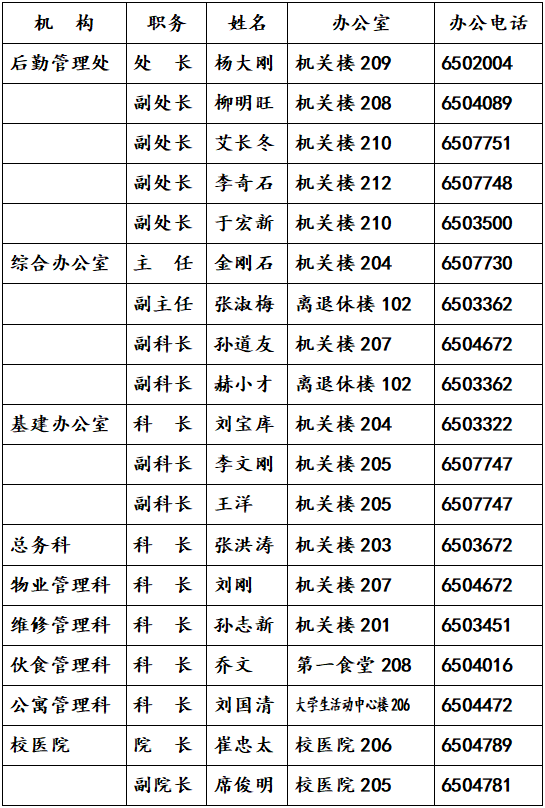 机 构 职务 姓名 办公室 办公电话
后勤管理处 处 长 杨大刚 机关楼 209 6502004
副处长 柳明旺 机关楼 208 6504089
副处长 艾长冬 机关楼 210 6507751
副处长 李奇石 机关楼 212 6507748
副处长 于宏新 机关楼 210 6503500
综合办公室 主 任 金刚石 机关楼 204 6507730
副主任 张淑梅 离退休楼 102 6503362
副科长 孙道友 机关楼 207 6504672
副科长 赫小才 离退休楼 102 6503362
基建办公室 科 长 刘宝库 机关楼 204 6503322
副科长 李文刚 机关楼 205 6507747
副科长 王洋 机关楼 205 6507747
总务科 科 长 张洪涛 机关楼 203 6503672
物业管理科 科 长 刘刚 机关楼 207 6504672
维修管理科 科 长 孙志新 机关楼 201 6503451
伙食管理科 科 长 乔文 第一食堂 208 6504016
公寓管理科 科 长 刘国清 大学生活动中心楼 206 6504472
校医院 院 长 崔忠太 校医院 206 6504789
副院长 席俊明 校医院 205 6504781